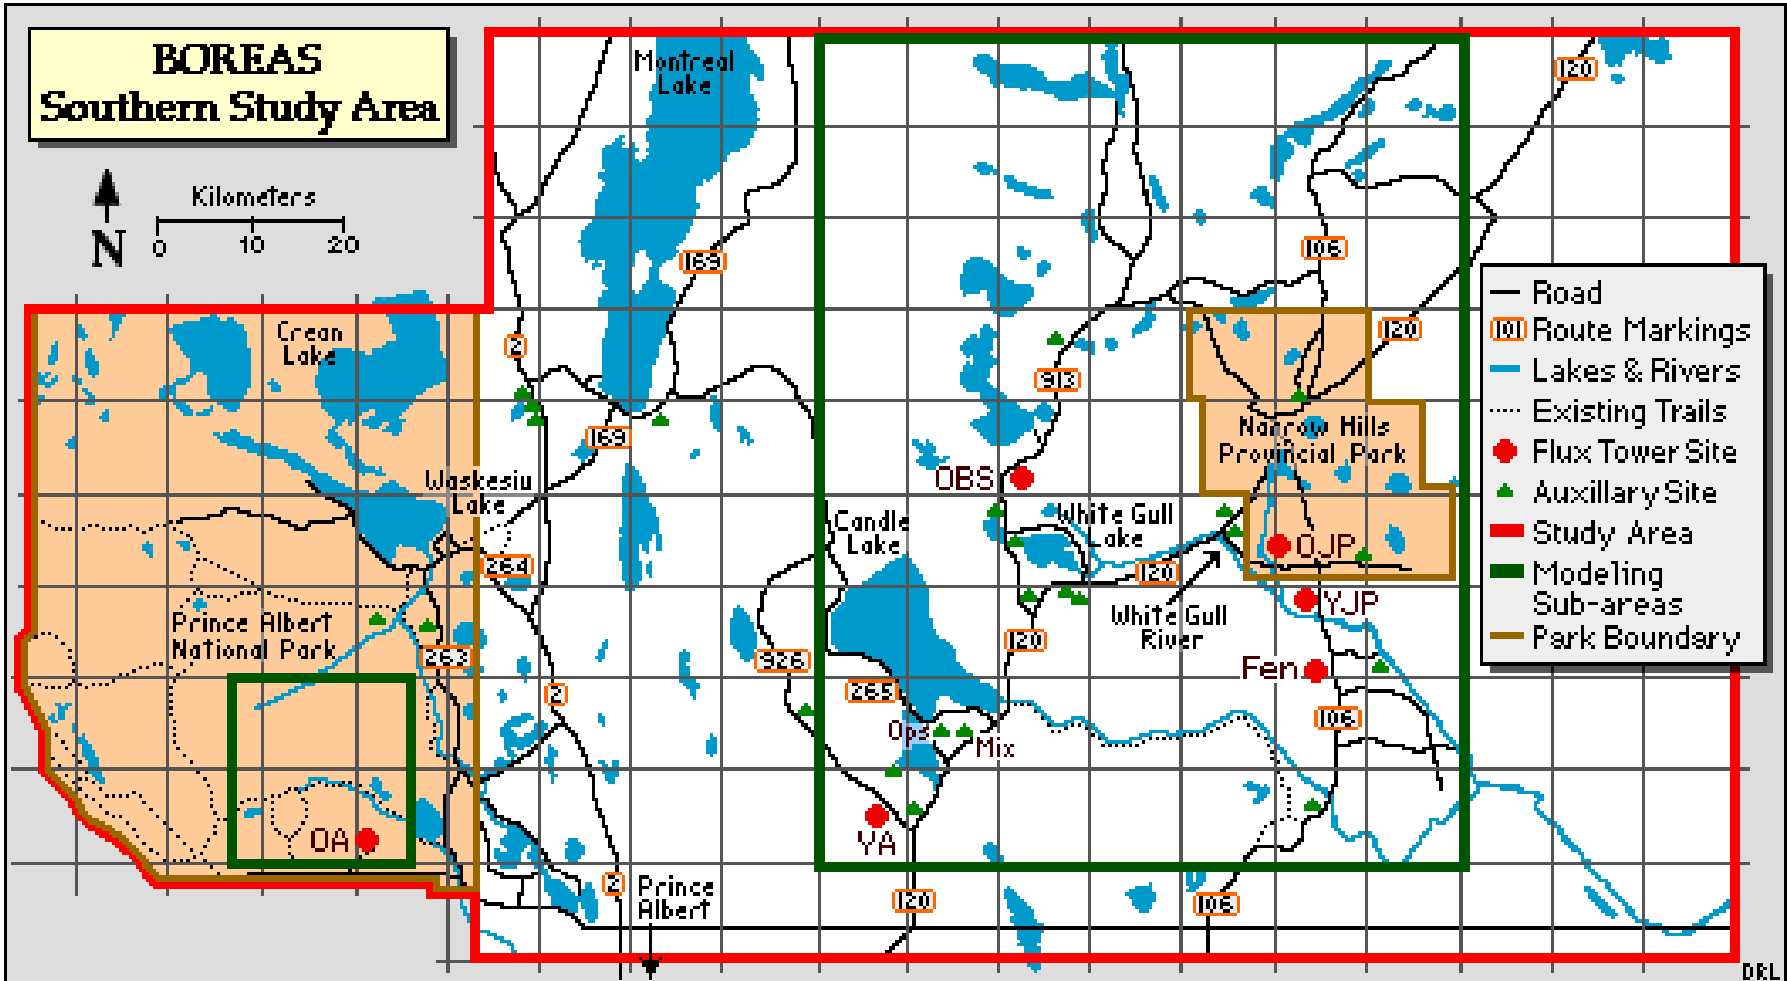 BOREAS
Southern Study Area
Kilometers
0 10 20
N
Montreal
Lake
120
169
106
Crean
Lake
2
120
913
169
Narrow Hills
Provincial Park
Waskesiu
Lake
OBS
Candle
Lake
White Gull
Lake
OJP
264
120
YJP
White Gull
River
Prince Albert
National Park
263
926
120
Fen
265
2
106
Ops
Mix
OA
YA
2
Prince
Albert
120
106
Road
101 Route Markings
Lakes & Rivers
Existing Trails
Flux Tower Site
Auxillary Site
Study Area
Modeling
Sub-areas
Park Boundary
DRL